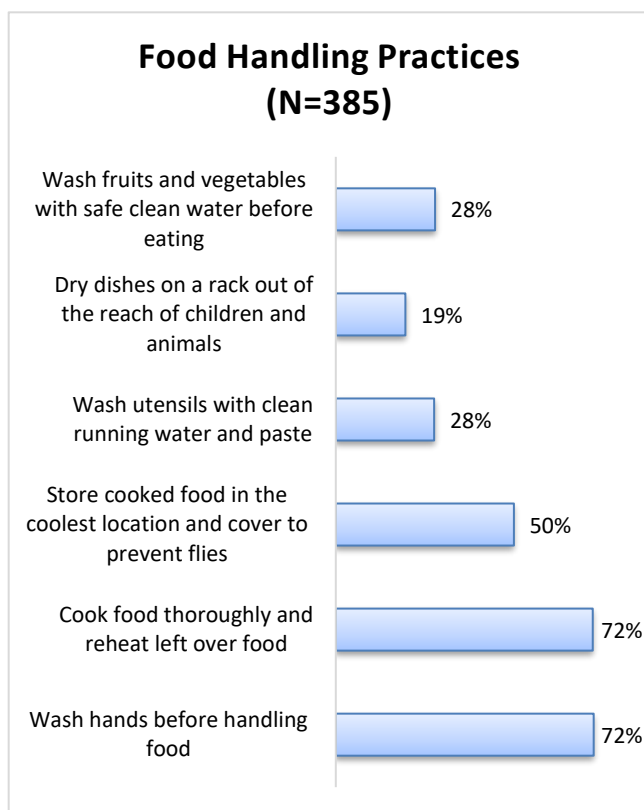 Food Handling Practices
(N=385)
Wash fruits and vegetables
with safe clean water before
eating
28%
Dry dishes on a rack out of
the reach of children and
animals
19%
Wash utensils with clean
running water and paste
28%
Store cooked food in the
coolest location and cover to
prevent flies
50%
Cook food thoroughly and
reheat left over food
72%
Wash hands before handling
food
72%